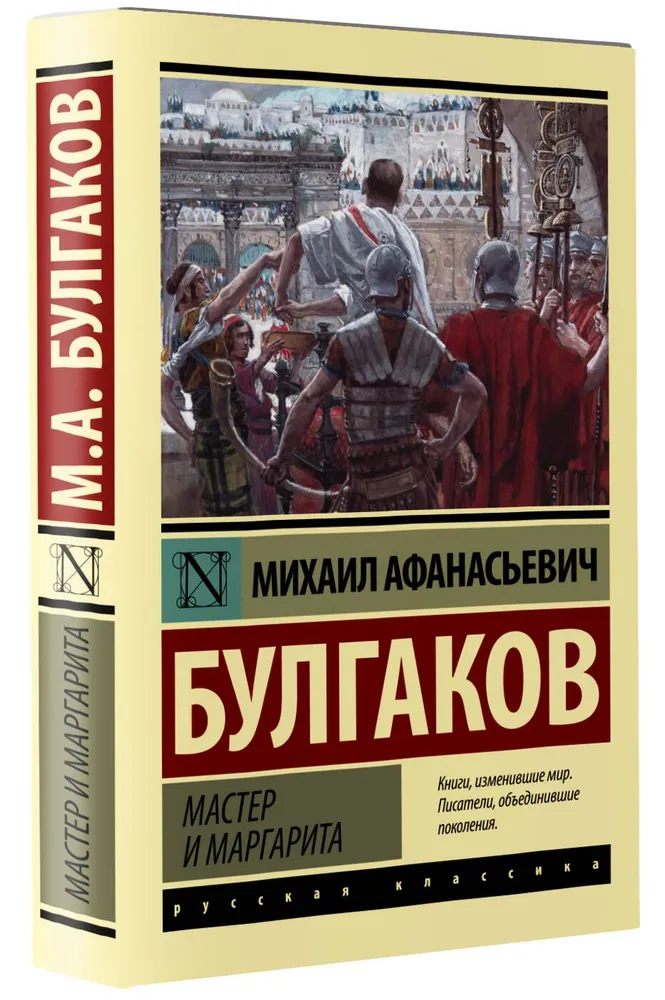 М.А. БУЛГАКОВ
N
МАСТЕР И МАРГАРИТА
N
МИХАИЛ АФАНАСЬЕВИЧ
БУЛГАКОВ
МАСТЕР
И МАРГАРИТА
Книги, изменившие мир.
Писатели, объединившие
поколения.
русская классика